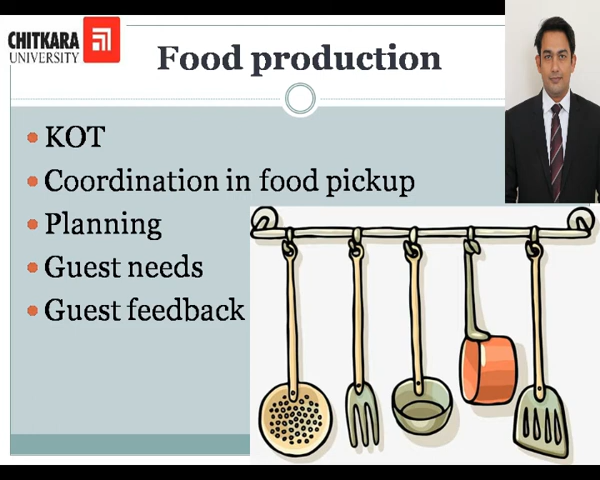 CHITKARA
UNIVERSITY
Food production
KOT
Coordination in food pickup
Planning
Guest needs
Guest feedback